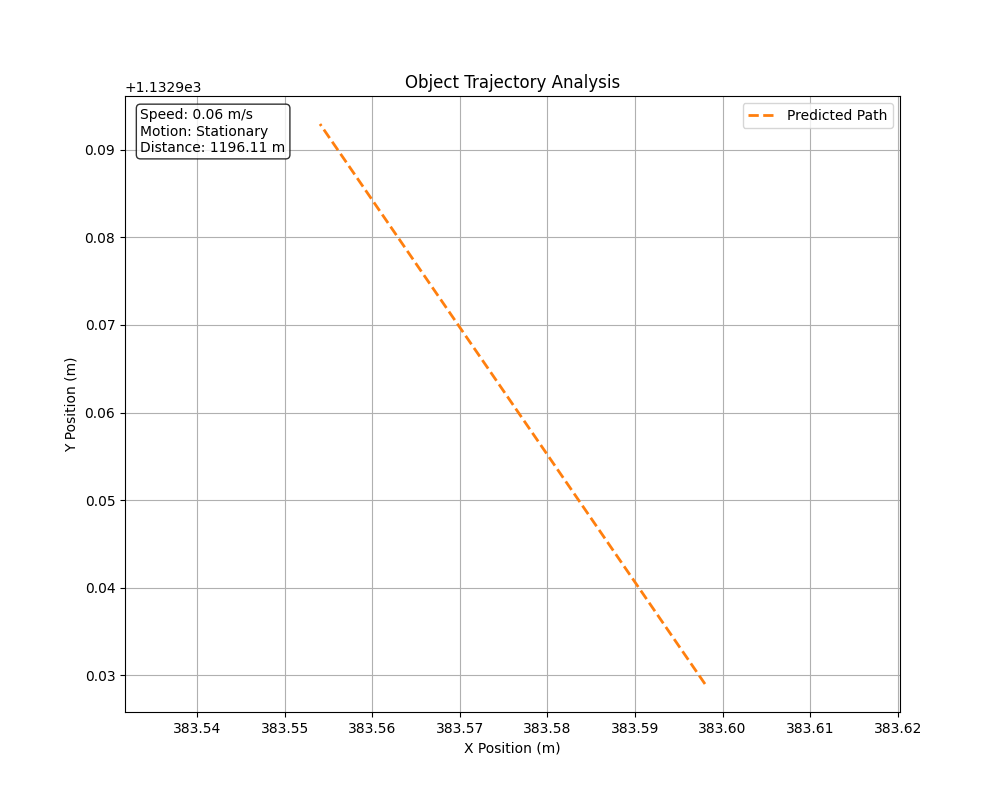 Object Trajectory Analysis
+1.1329e3
Speed: 0.06 m/s
Motion: Stationary
Distance: 1196.11 m
Predicted Path
0.09
0.08
0.07
0.06
0.05
0.04
0.03
Y Position (m)
383.54 383.55 383.56 383.57 383.58 383.59 383.60 383.61 383.62
X Position (m)